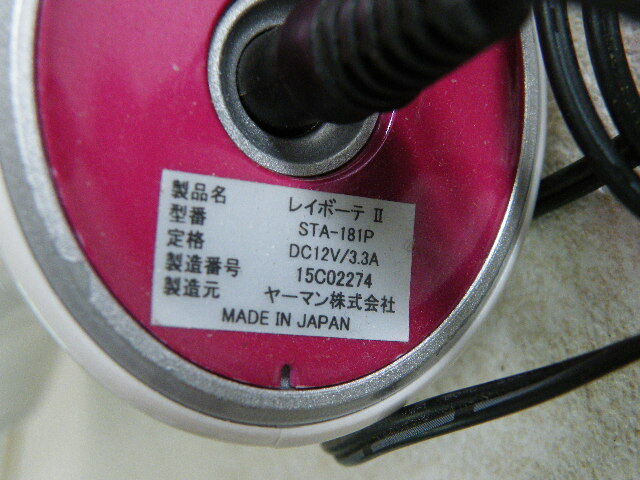 製品名 レイボーテ Ⅱ
型番 STA-181P
定格 DC12V/3.3A
製造番号 15C02274
製造元 ヤーマン株式会社
MADE IN JAPAN